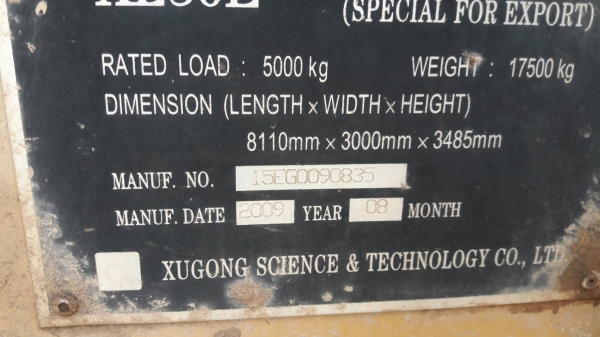 (SPECIAL FOR EXPORT)
RATED LOAD : 5000 kg WEIGHT : 17500 kg
DIMENSION (LENGTH x WIDTH x HEIGHT)
8110mm × 3000mm × 3485mm
MANUF. NO. 15EG0090835
MANUF. DATE 2009 YEAR 08 MONTH
XUGONG SCIENCE & TECHNOLOGY CO., LTD